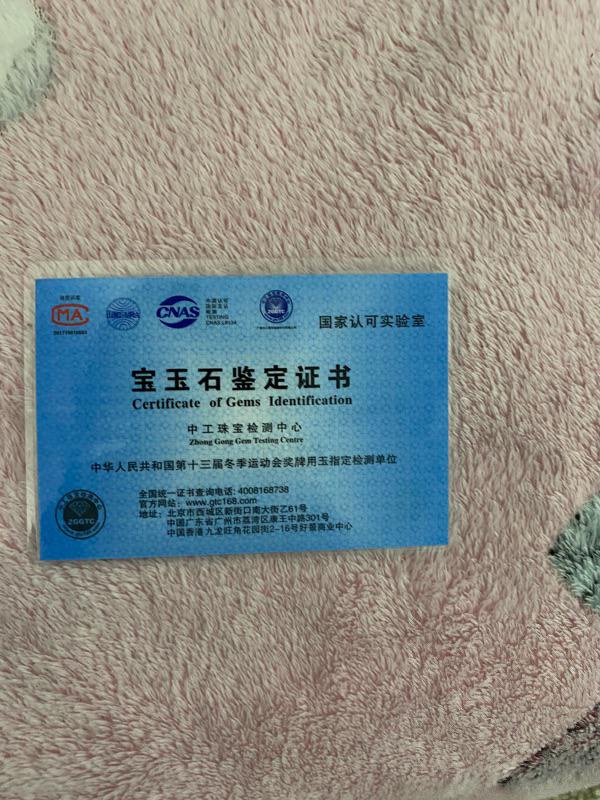 MA
CNAS
TESTING
国家认可实验室
宝玉石鉴定证书
Certificate of Gems Identification
中工珠宝检测中心
Zhong Gong Gem Testing Centre
中华人民共和国第十三届冬季运动会奖牌用玉指定检测单位
全国统一证书查询电话: 4008168738
官方网站: www.gtc168.com
地址: 北京市西城区新街口南大街乙61号
中国广东省广州市荔湾区康王中路301号
中国香港九龙旺角花园街2-16号好景商业中心
ZGGTC